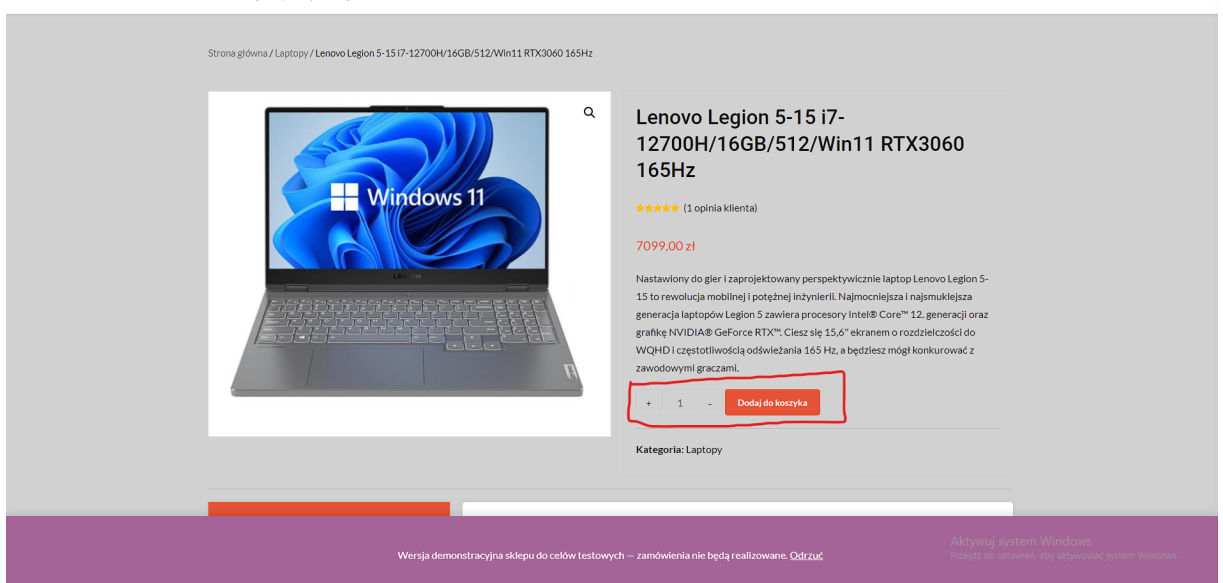 Strona główna / Laptopy / Lenovo Legion 5-15 i7-12700H/16GB/512/Win11 RTX3060 165Hz
Windows 11
LEGION
Lenovo Legion 5-15 i7-
12700H/16GB/512/Win11 RTX3060
165Hz
(1 opinia klienta)
7099,00 zł
Nastawiony do gier i zaprojektowany perspektywicznie laptop Lenovo Legion 5-
15 to rewolucja mobilnej i potężnej inżynierii. Najmocniejsza i najsmuklejsza
generacja laptopów Legion 5 zawiera procesory Intel® Core™ 12. generacji oraz
grafikę NVIDIA® GeForce RTX™. Ciesz się 15,6″ ekranem o rozdzielczości do
WQHD i częstotliwością odświeżania 165 Hz, a będziesz mógł konkurować z
zawodowymi graczami.
+ 1 - Dodaj do koszyka
Kategoria: Laptopy
Wersja demonstracyjna sklepu do celów testowych — zamówienia nie będą realizowane. Odrzuć
Aktywuj system Windows
Przejdź do ustawień, aby aktywować system Windows.